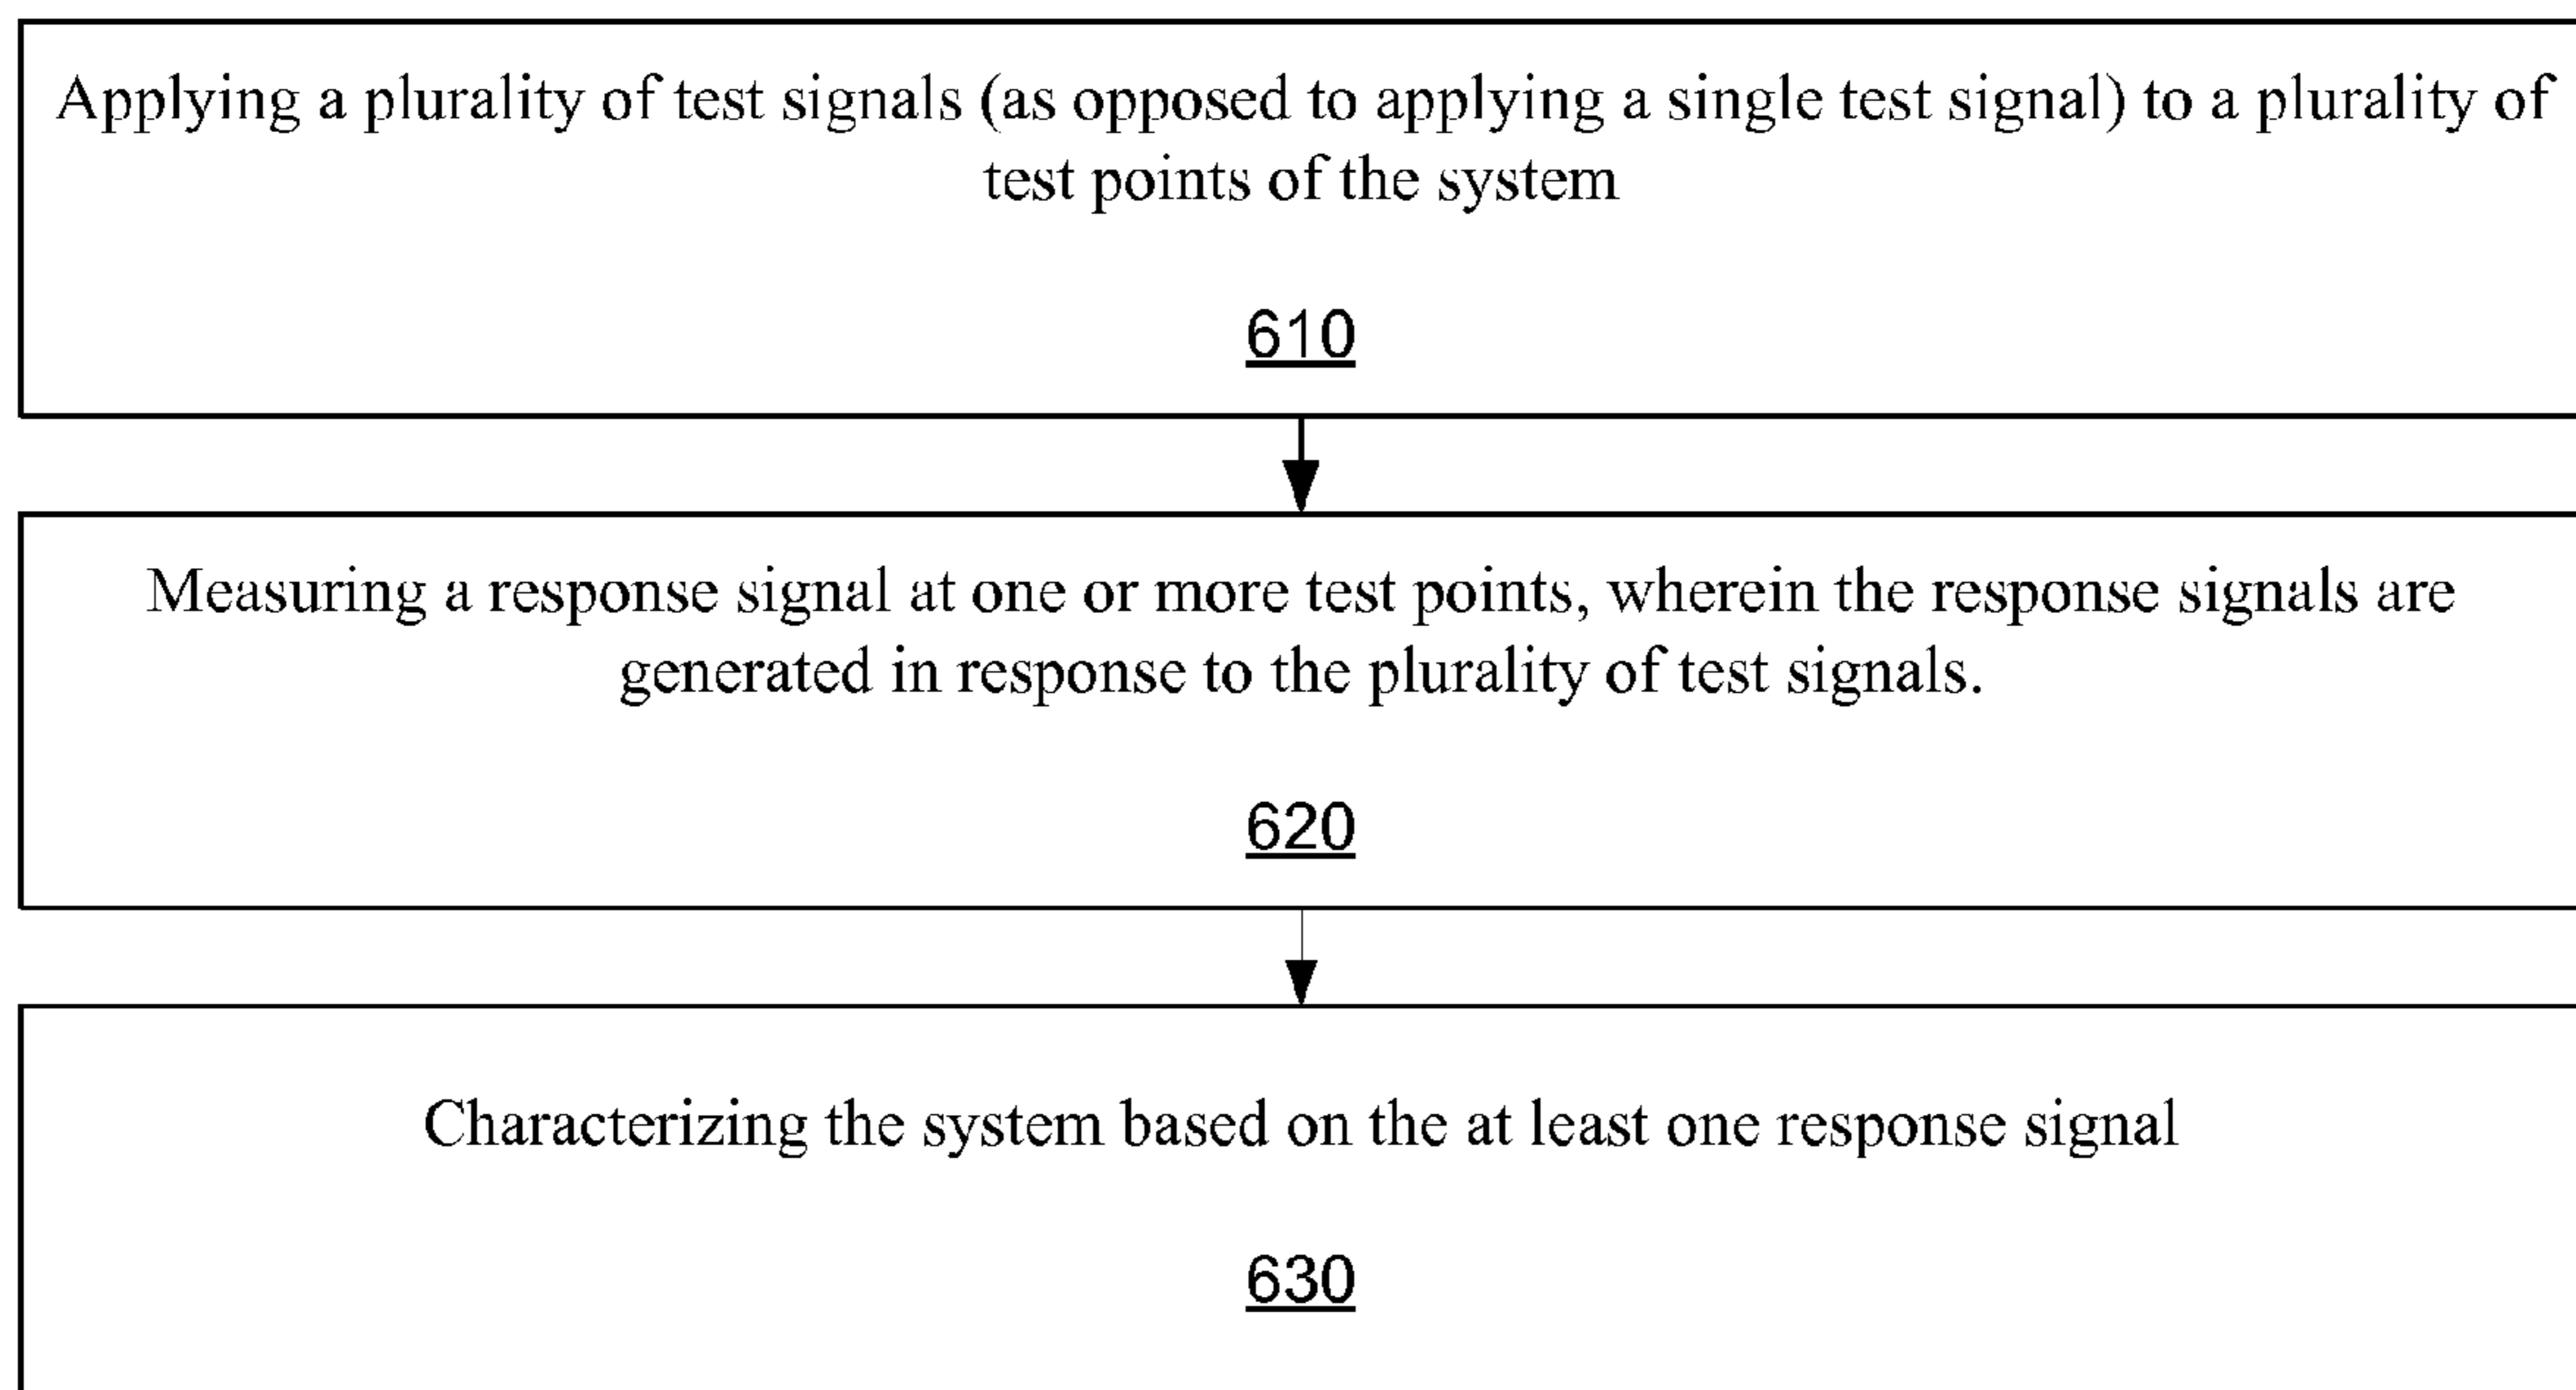 Applying a plurality of test signals (as opposed to applying a single test signal) to a plurality of
test points of the system
610
Measuring a response signal at one or more test points, wherein the response signals are
generated in response to the plurality of test signals.
620
Characterizing the system based on the at least one response signal
630